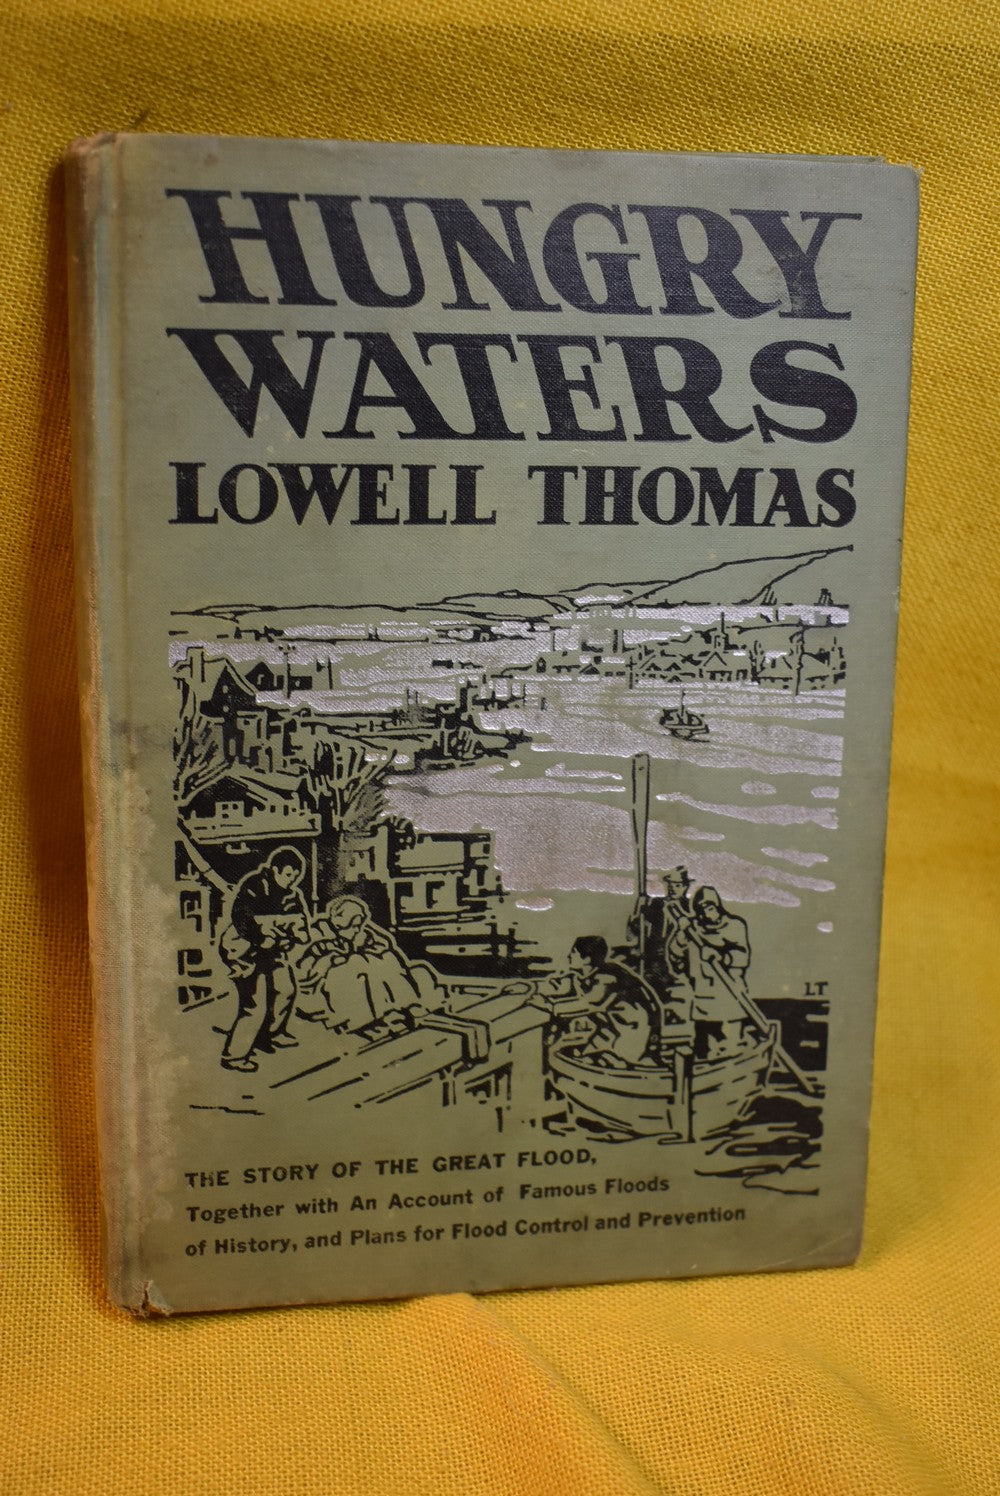 HUNGRY
WATERS
LOWELL THOMAS
LT
THE STORY OF THE GREAT FLOOD,
Together with An Account of Famous Floods
of History, and Plans for Flood Control and Prevention